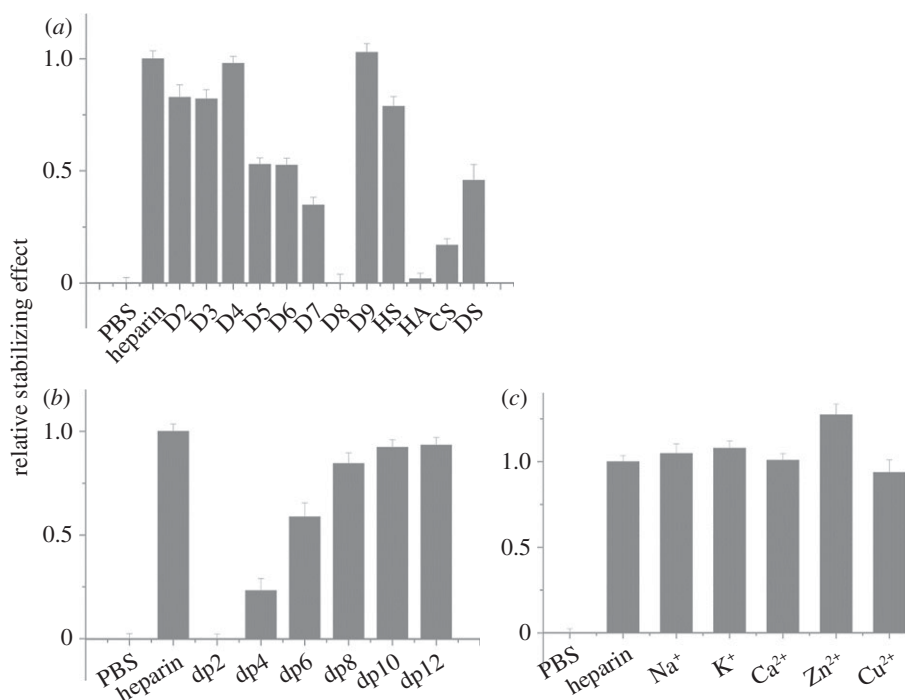 relative stabilizing effect
(a)
1.0
0.5
0
PBS
heparin
D2
D3
D4
D5
D6
D7
D8
D9
HS
HA
CS
DS
(b)
1.0
0.5
0
PBS
heparin
dp2
dp4
dp6
dp8
dp10
dp12
(c)
1.0
0.5
0
PBS
heparin
Na⁺
K⁺
Ca²⁺
Zn²⁺
Cu²⁺